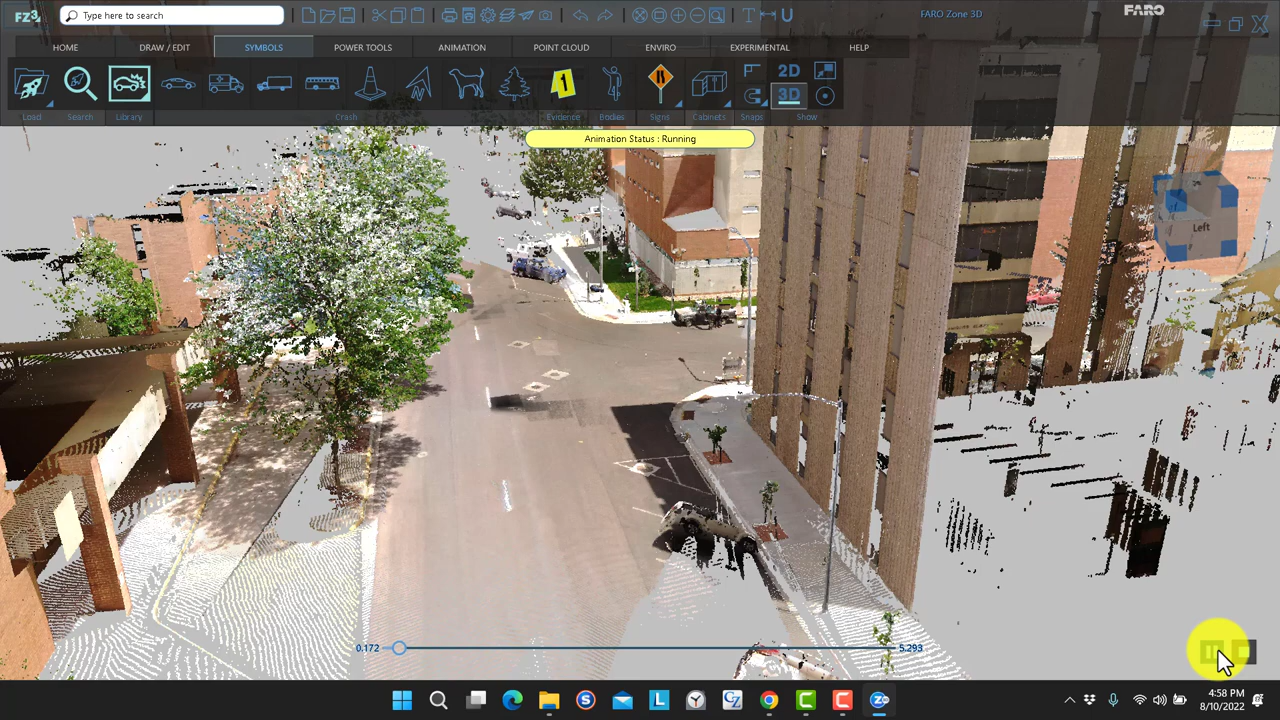 FZ3
Type here to search
FARO Zone 3D
FARO
HOME
DRAW / EDIT
SYMBOLS
POWER TOOLS
ANIMATION
POINT CLOUD
ENVIRO
EXPERIMENTAL
HELP
1
2D
3D
Load
Search
Library
Crash
Evidence
Bodies
Signs
Cabinets
Snaps
Show
Animation Status : Running
Left
0.172
5.293
4:58 PM
8/10/2022